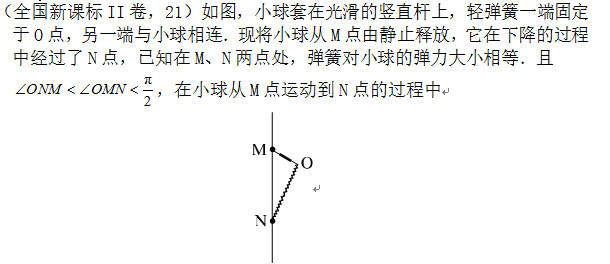 （全国新课标 II 卷，21）如图，小球套在光滑的竖直杆上，轻弹簧一端固定
于 O 点，另一端与小球相连．现将小球从 M 点由静止释放，它在下降的过程
中经过了 N 点，已知在 M、N 两点处，弹簧对小球的弹力大小相等．且
∠ONM < ∠OMN < π/2，在小球从 M 点运动到 N 点的过程中↵
M
O
↵
N